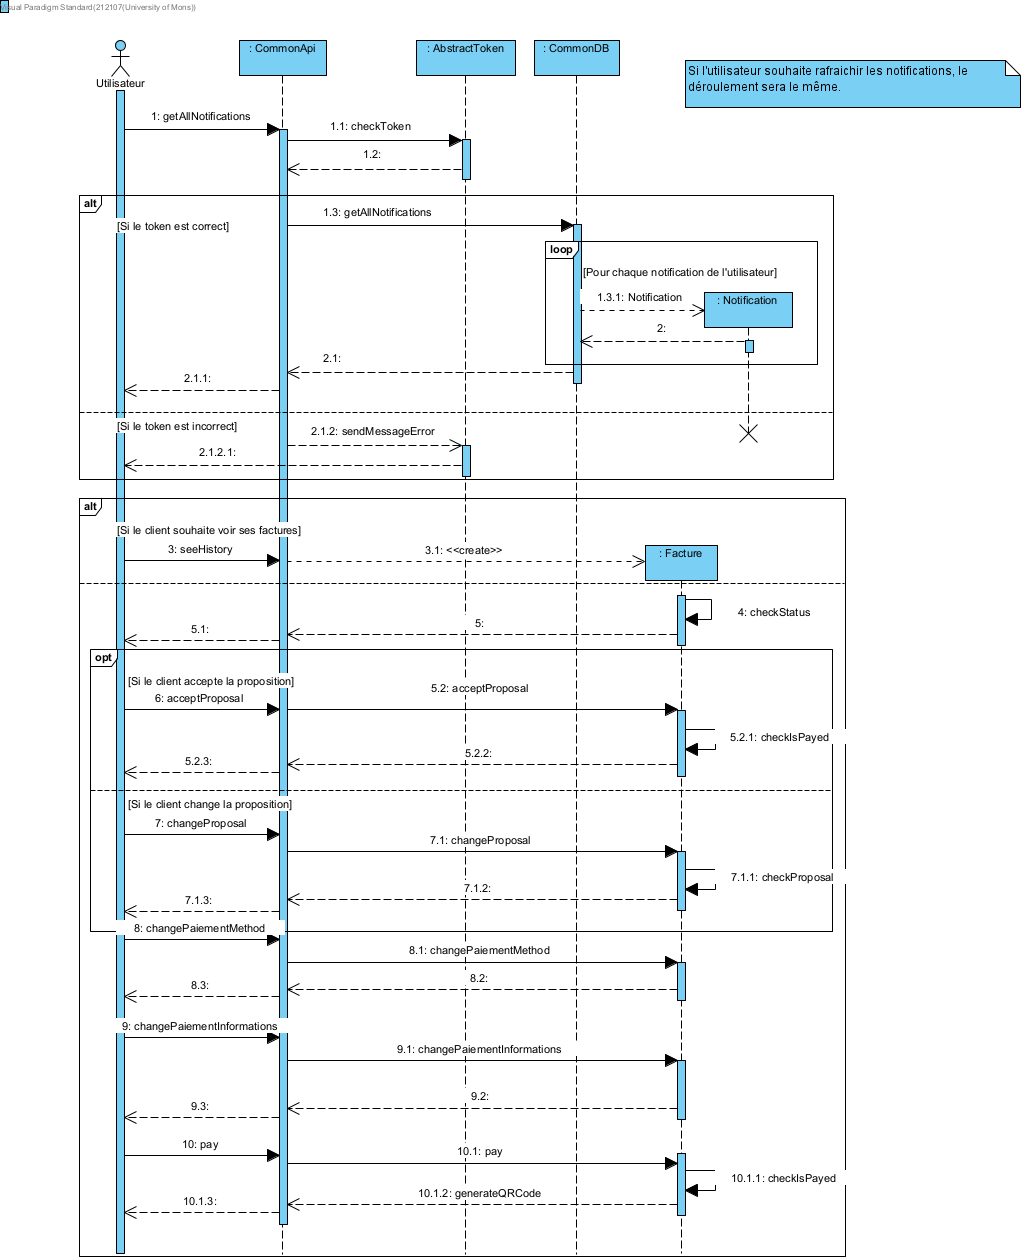 Visual Paradigm Standard(212107(University of Mons))
Utilisateur
: CommonApi
: AbstractToken
: CommonDB
Si l'utilisateur souhaite rafraichir les notifications, le
déroulement sera le même.
1: getAllNotifications
1.1: checkToken
1.2:
alt
[Si le token est correct]
1.3: getAllNotifications
loop
[Pour chaque notification de l'utilisateur]
1.3.1: Notification
: Notification
2:
2.1:
2.1.1:
[Si le token est incorrect]
2.1.2: sendMessageError
2.1.2.1:
alt
[Si le client souhaite voir ses factures]
3: seeHistory
3.1: <<create>>
: Facture
4: checkStatus
5:
5.1:
opt
[Si le client accepte la proposition]
6: acceptProposal
5.2: acceptProposal
5.2.1: checkIsPayed
5.2.2:
5.2.3:
[Si le client change la proposition]
7: changeProposal
7.1: changeProposal
7.1.1: checkProposal
7.1.2:
7.1.3:
8: changePaiementMethod
8.1: changePaiementMethod
8.2:
8.3:
9: changePaiementInformations
9.1: changePaiementInformations
9.2:
9.3:
10: pay
10.1: pay
10.1.1: checkIsPayed
10.1.2: generateQRCode
10.1.3: